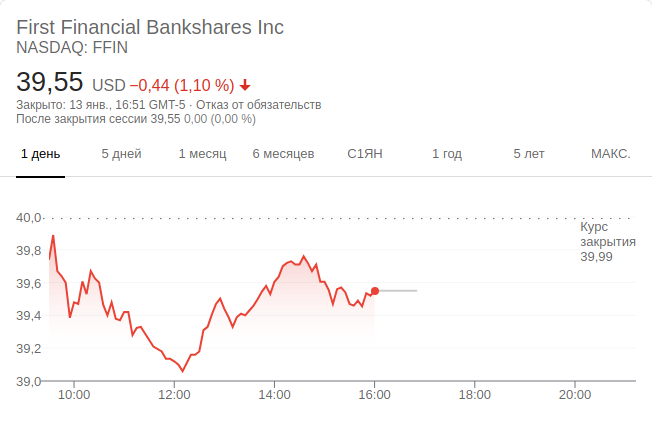 First Financial Bankshares Inc
NASDAQ: FFIN
39,55 USD −0,44 (1,10 %)
Закрыто: 13 янв., 16:51 GMT-5 · Отказ от обязательств
После закрытия сессии 39,55 0,00 (0,00 %)
1 день 5 дней 1 месяц 6 месяцев С1ЯН 1 год 5 лет МАКС.
40,0
Курс
закрытия
39,99
39,8
39,6
39,4
39,2
39,0
10:00 12:00 14:00 16:00 18:00 20:00